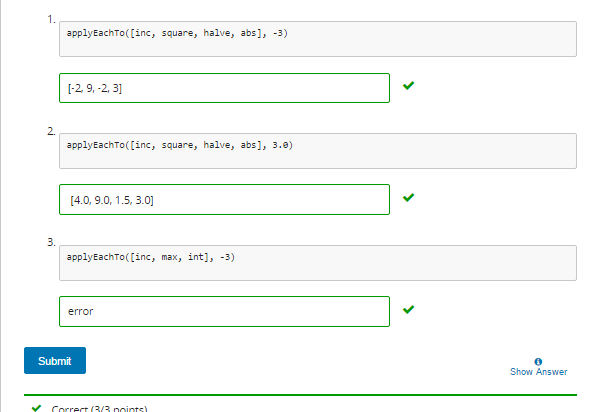 1.
applyEachTo([inc, square, halve, abs], -3)
[-2, 9, -2, 3]
2.
applyEachTo([inc, square, halve, abs], 3.0)
[4.0, 9.0, 1.5, 3.0]
3.
applyEachTo([inc, max, int], -3)
error
Submit
Show Answer
Correct (3/3 points)